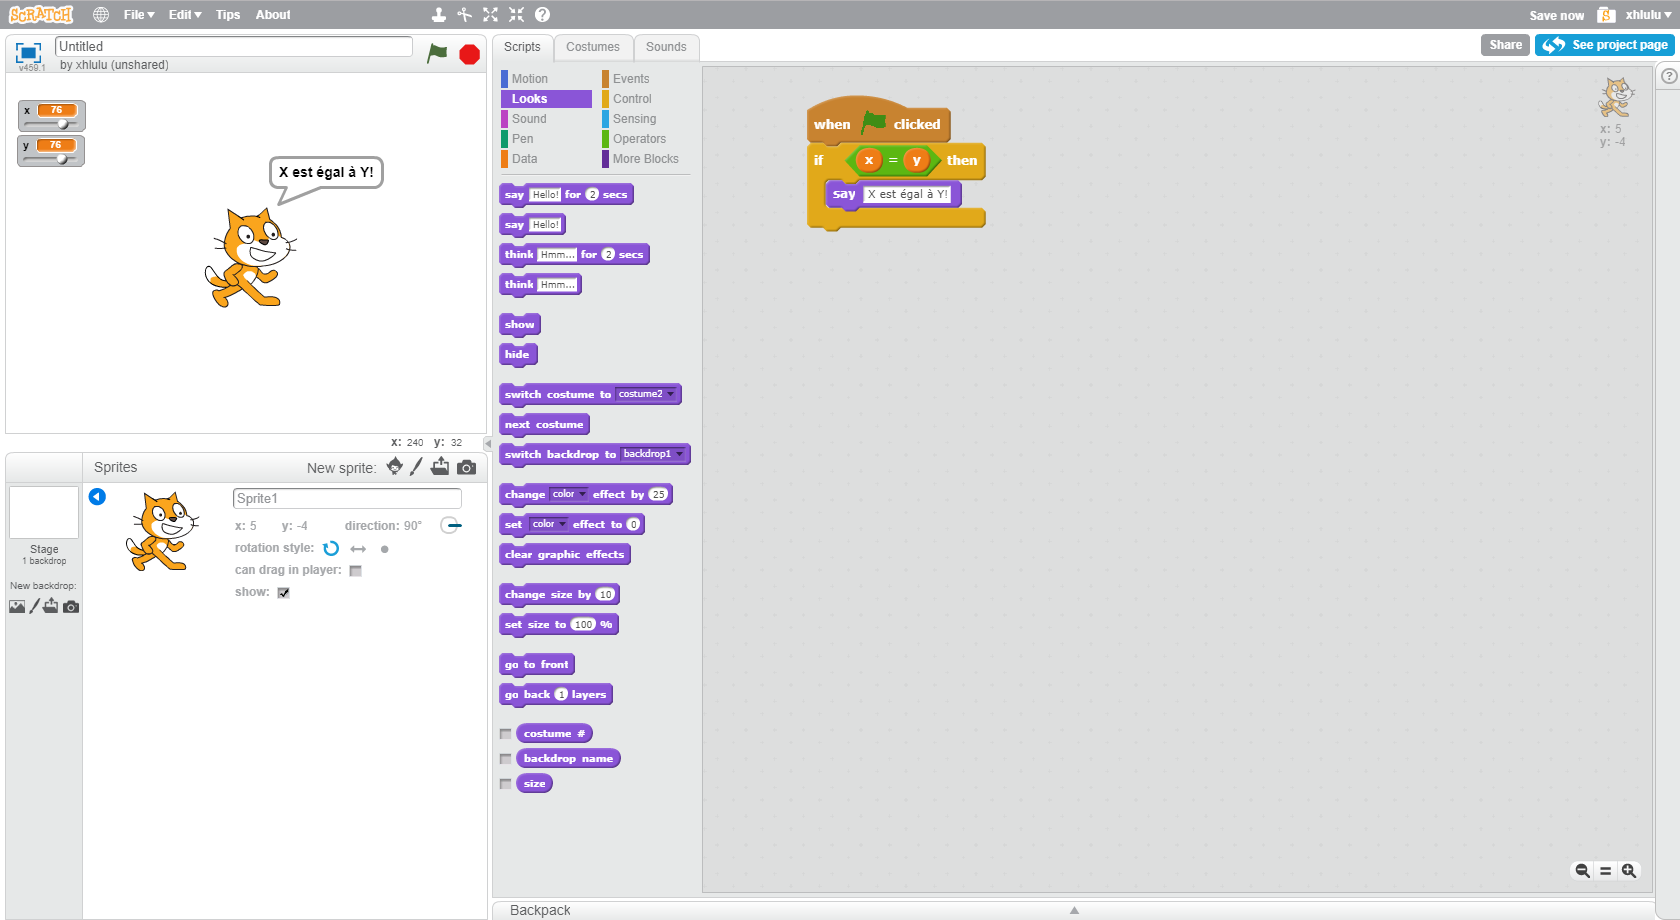 SCRATCH File Edit Tips About Save now xhlulu
Untitled
by xhlulu (unshared)
v459.1
Scripts Costumes Sounds
Share See project page
x 76
y 76
X est égal à Y!
x: 240 y: 32
Motion Events
Looks Control
Sound Sensing
Pen Operators
Data More Blocks
say Hello! for 2 secs
say Hello!
think Hmm... for 2 secs
think Hmm...
show
hide
switch costume to costume2
next costume
switch backdrop to backdrop1
change color effect by 25
set color effect to 0
clear graphic effects
change size by 10
set size to 100 %
go to front
go back 1 layers
costume #
backdrop name
size
when clicked
if x = y then
say X est égal à Y!
x: 5
y: -4
Sprites New sprite:
Stage
1 backdrop
New backdrop:
Sprite1
x: 5 y: -4 direction: 90°
rotation style:
can drag in player:
show:
Backpack